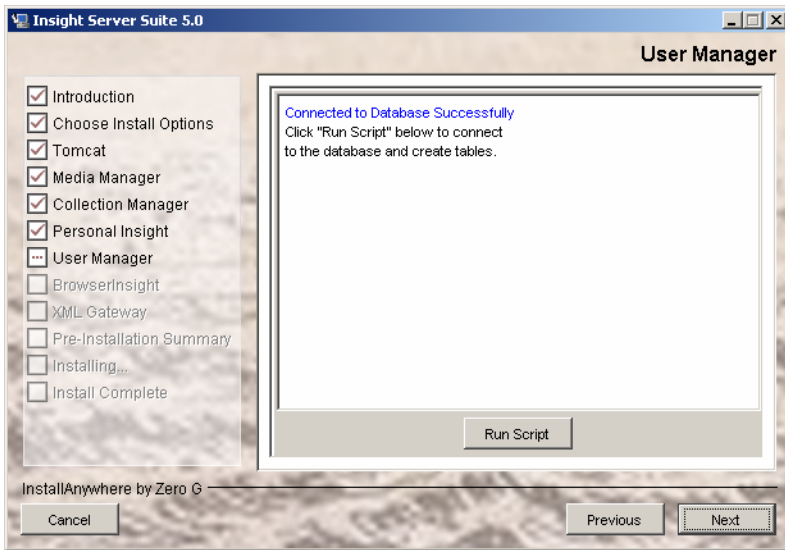 Insight Server Suite 5.0
User Manager
Introduction
Choose Install Options
Tomcat
Media Manager
Collection Manager
Personal Insight
User Manager
BrowserInsight
XML Gateway
Pre-Installation Summary
Installing...
Install Complete
Connected to Database Successfully
Click "Run Script" below to connect
to the database and create tables.
Run Script
InstallAnywhere by Zero G
Cancel
Previous
Next